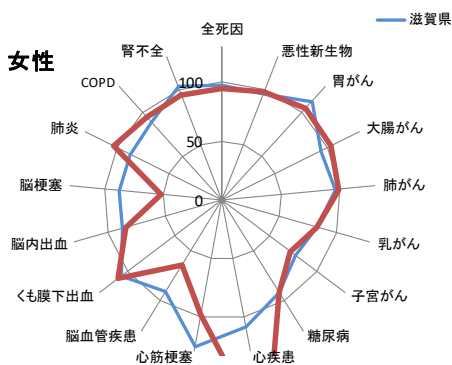 滋賀県
女性
全死因
悪性新生物
胃がん
大腸がん
肺がん
乳がん
子宮がん
糖尿病
心疾患
心筋梗塞
脳血管疾患
くも膜下出血
脳内出血
脳梗塞
肺炎
COPD
腎不全
100
50
0